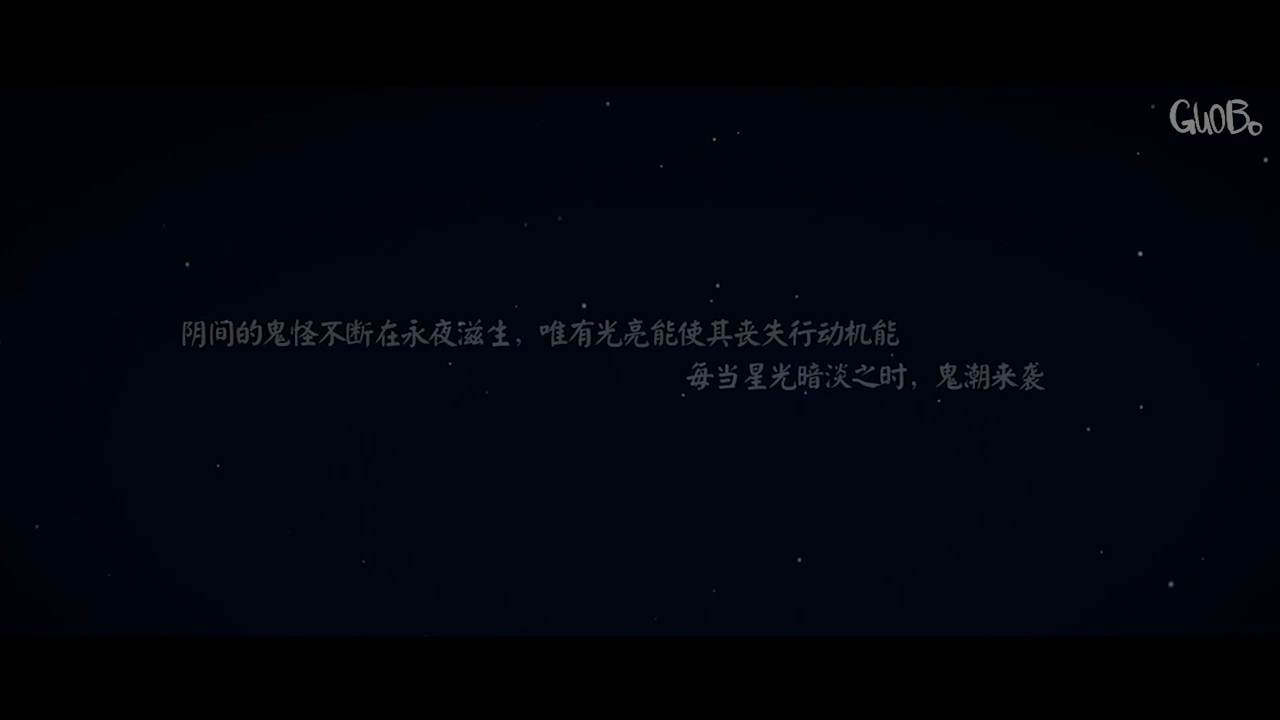 GUOB。
阴间的鬼怪不断在永夜滋生，唯有光亮能使其丧失行动机能
每当星光暗淡之时，鬼潮来袭